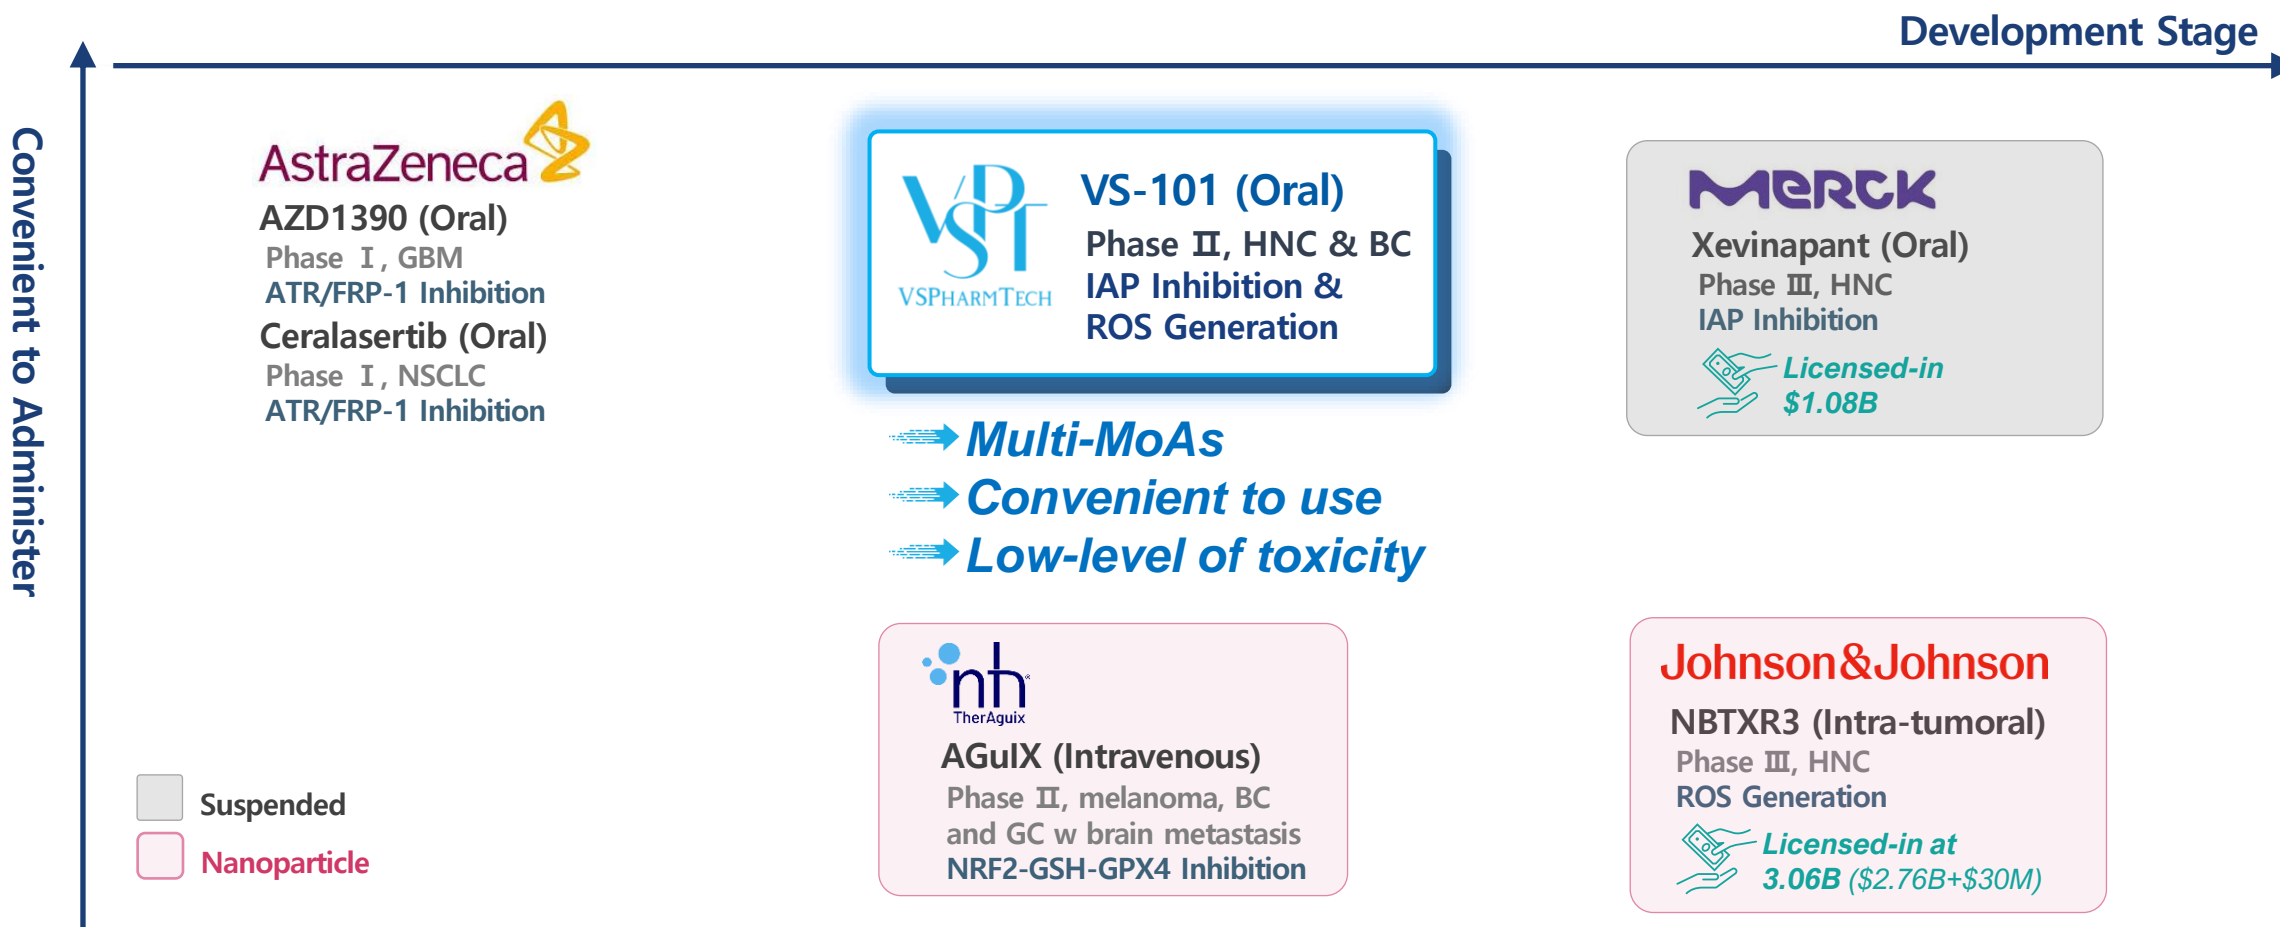 Development Stage
Convenient to Administer
AstraZeneca
AZD1390 (Oral)
Phase Ⅰ, GBM
ATR/FRP-1 Inhibition
Ceralasertib (Oral)
Phase Ⅰ, NSCLC
ATR/FRP-1 Inhibition
VSPT
VSPHARMTECH
VS-101 (Oral)
Phase Ⅱ, HNC & BC
IAP Inhibition &
ROS Generation
Multi-MoAs
Convenient to use
Low-level of toxicity
MERCK
Xevinapant (Oral)
Phase Ⅲ, HNC
IAP Inhibition
Licensed-in
$1.08B
nh®
TherAguix
AGuIX (Intravenous)
Phase Ⅱ, melanoma, BC
and GC w brain metastasis
NRF2-GSH-GPX4 Inhibition
Johnson&Johnson
NBTXR3 (Intra-tumoral)
Phase Ⅲ, HNC
ROS Generation
Licensed-in at
3.06B ($2.76B+$30M)
Suspended
Nanoparticle